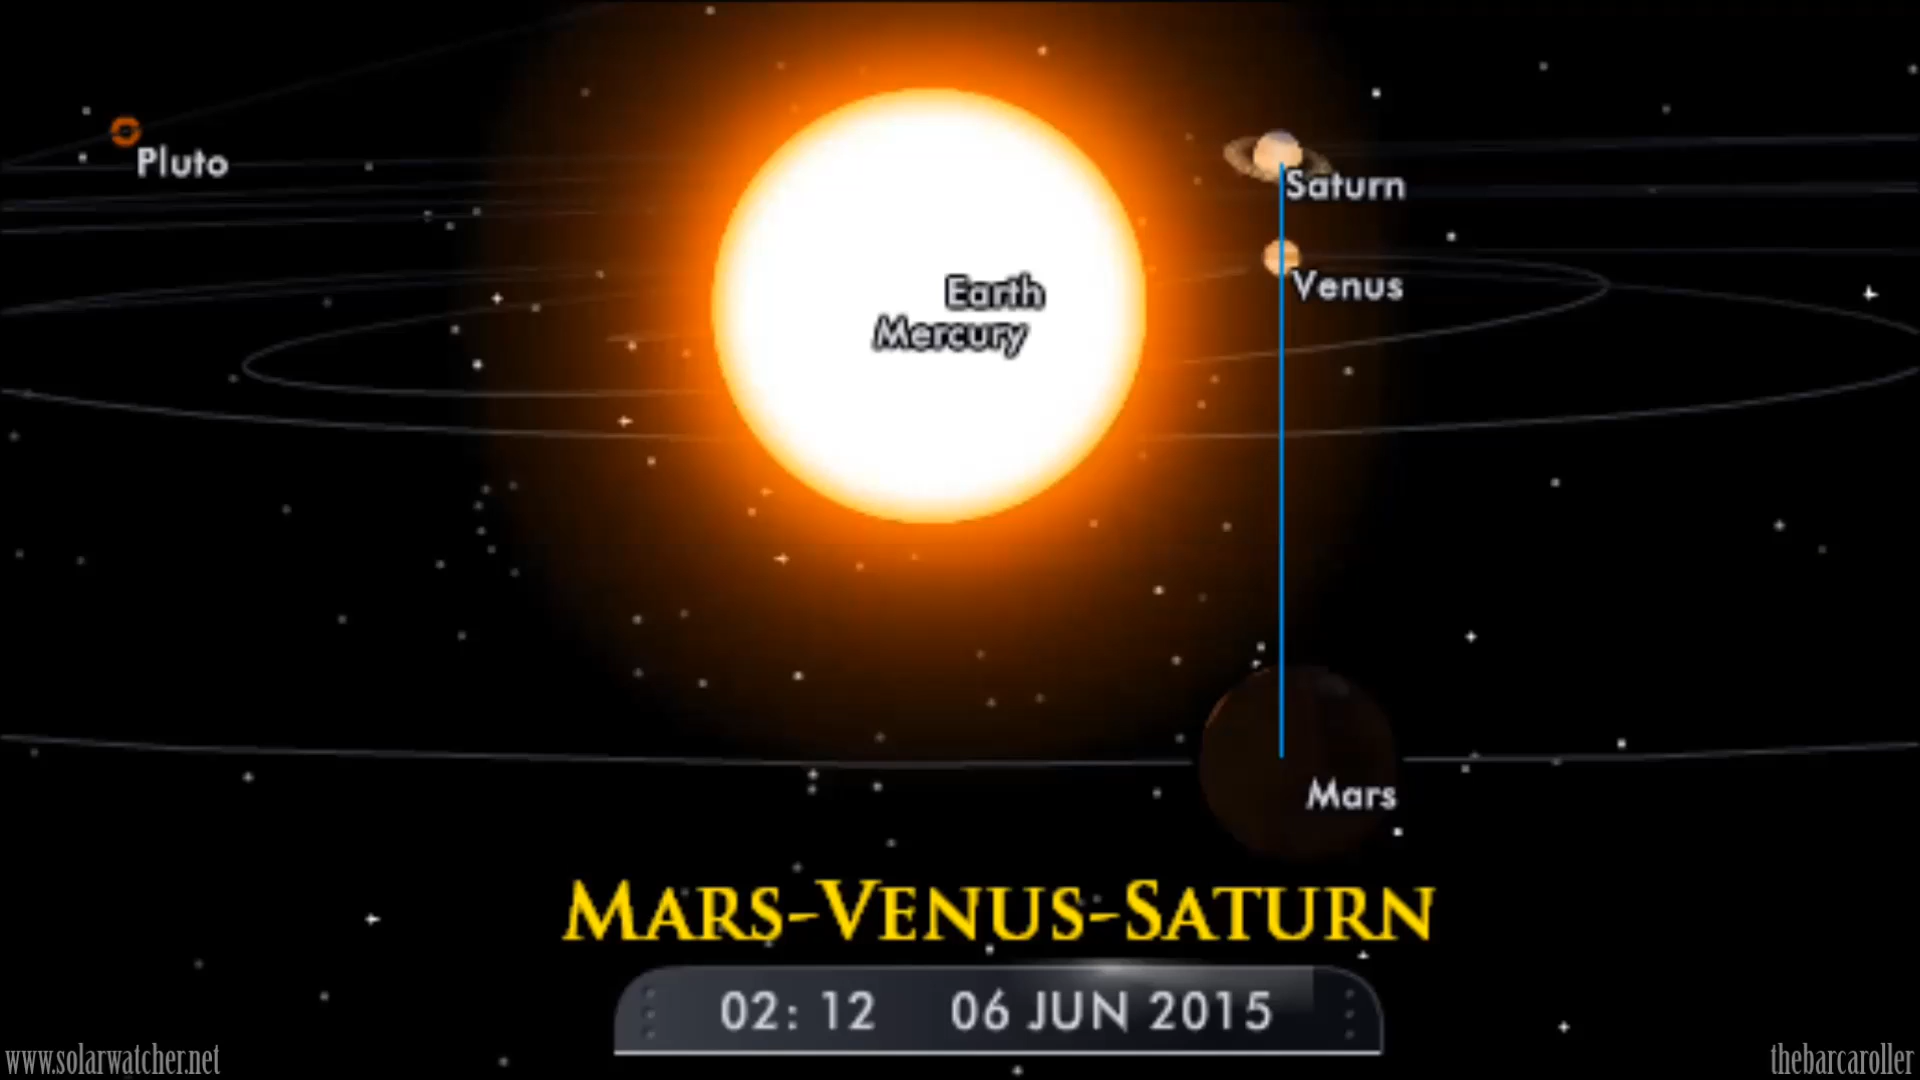 Pluto
Saturn
Venus
Earth
Mercury
Mars
MARS-VENUS-SATURN
02: 12 06 JUN 2015
www.solarwatcher.net
thebarcaroller